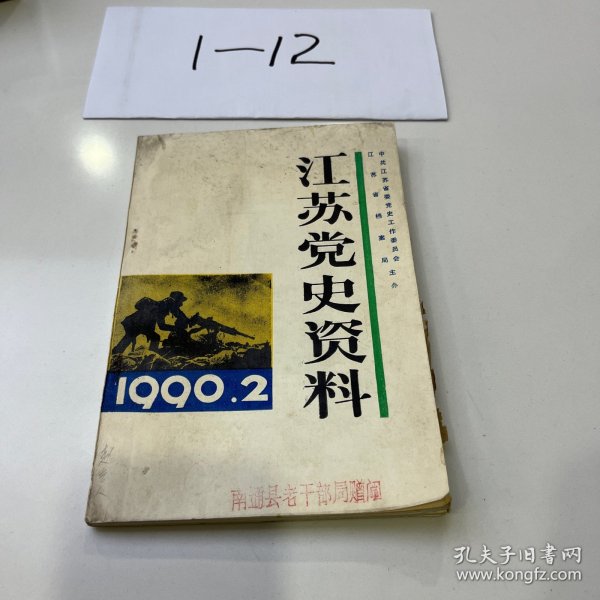 1-12
江苏党史资料
中共江苏省委党史工作委员会
江苏省档案局主办
1990.2
南通县老干部局赠阅
孔夫子旧书网
www.kongfz.com